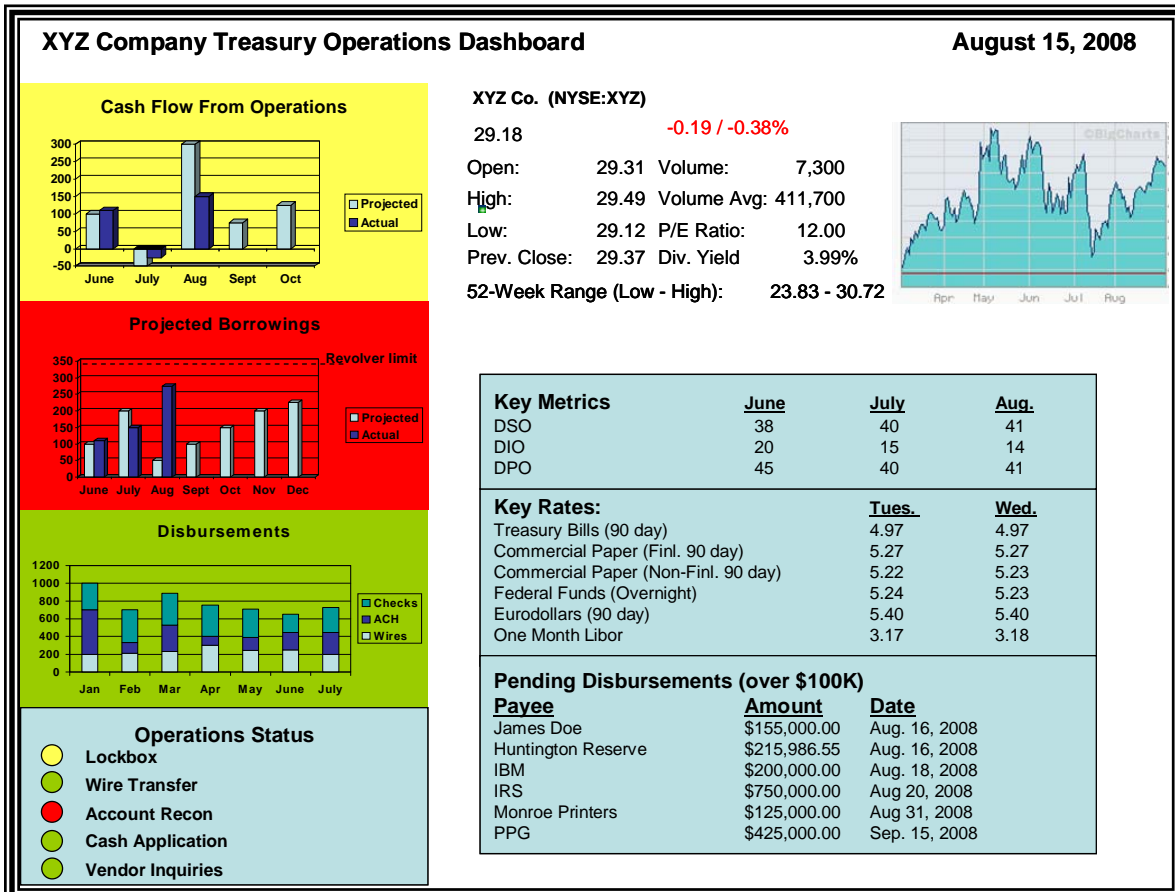 XYZ Company Treasury Operations Dashboard August 15, 2008
Cash Flow From Operations
300
250
200
150
100
50
0
-50
June July Aug Sept Oct
Projected
Actual
Projected Borrowings
Revolver limit
350
300
250
200
150
100
50
0
June July Aug Sept Oct Nov Dec
Projected
Actual
Disbursements
1200
1000
800
600
400
200
0
Jan Feb Mar Apr May June July
Checks
ACH
Wires
Operations Status
Lockbox
Wire Transfer
Account Recon
Cash Application
Vendor Inquiries
XYZ Co. (NYSE:XYZ)
29.18 -0.19 / -0.38%
Open: 29.31 Volume: 7,300
High: 29.49 Volume Avg: 411,700
Low: 29.12 P/E Ratio: 12.00
Prev. Close: 29.37 Div. Yield 3.99%
52-Week Range (Low - High): 23.83 - 30.72
©BigCharts
Apr May Jun Jul Aug
Key Metrics June July Aug.
DSO 38 40 41
DIO 20 15 14
DPO 45 40 41
Key Rates: Tues. Wed.
Treasury Bills (90 day) 4.97 4.97
Commercial Paper (Finl. 90 day) 5.27 5.27
Commercial Paper (Non-Finl. 90 day) 5.22 5.23
Federal Funds (Overnight) 5.24 5.23
Eurodollars (90 day) 5.40 5.40
One Month Libor 3.17 3.18
Pending Disbursements (over $100K)
Payee Amount Date
James Doe $155,000.00 Aug. 16, 2008
Huntington Reserve $215,986.55 Aug. 16, 2008
IBM $200,000.00 Aug. 18, 2008
IRS $750,000.00 Aug 20, 2008
Monroe Printers $125,000.00 Aug 31, 2008
PPG $425,000.00 Sep. 15, 2008